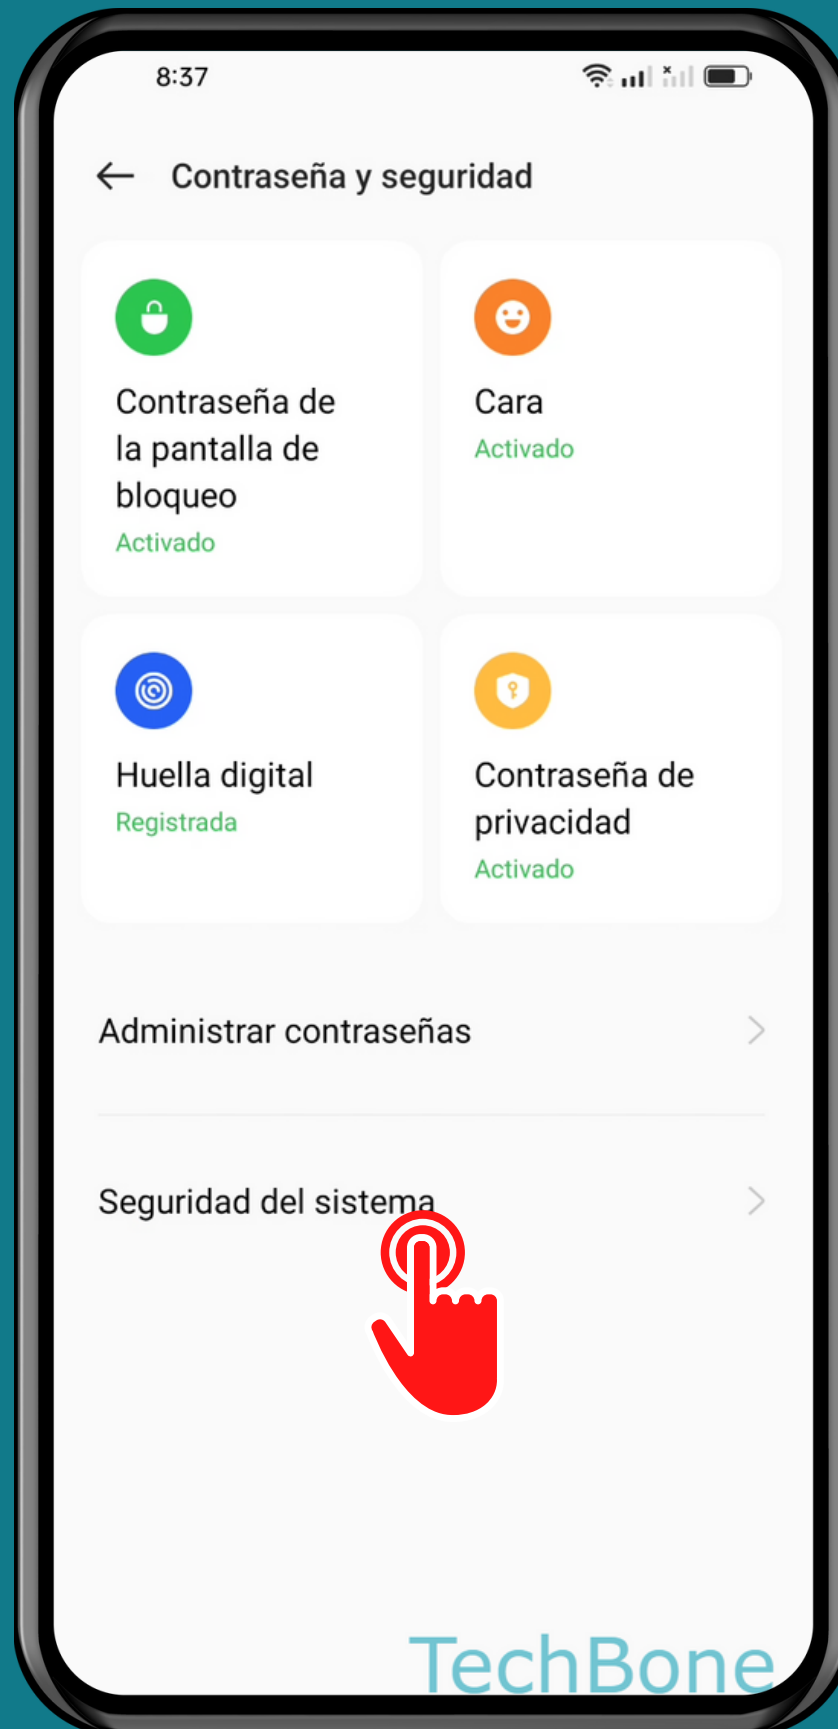 8:37
Contraseña y seguridad
Contraseña de
la pantalla de
bloqueo
Activado
Cara
Activado
Huella digital
Registrada
Contraseña de
privacidad
Activado
Administrar contraseñas
Seguridad del sistema
TechBone